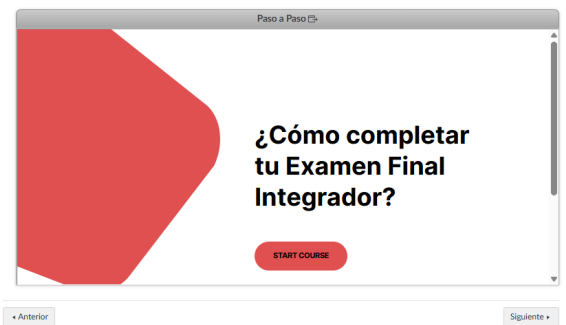 Paso a Paso
¿Cómo completar
tu Examen Final
Integrador?
START COURSE
◂ Anterior
Siguiente ▸